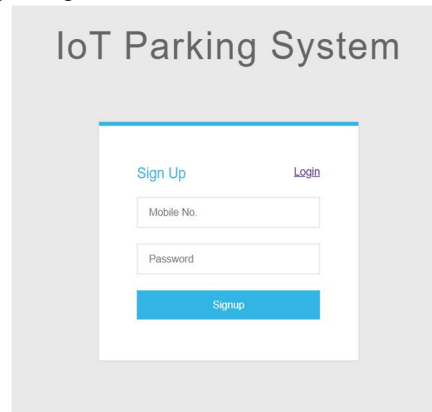 IoT Parking System
Sign Up Login
Mobile No.
Password
Signup